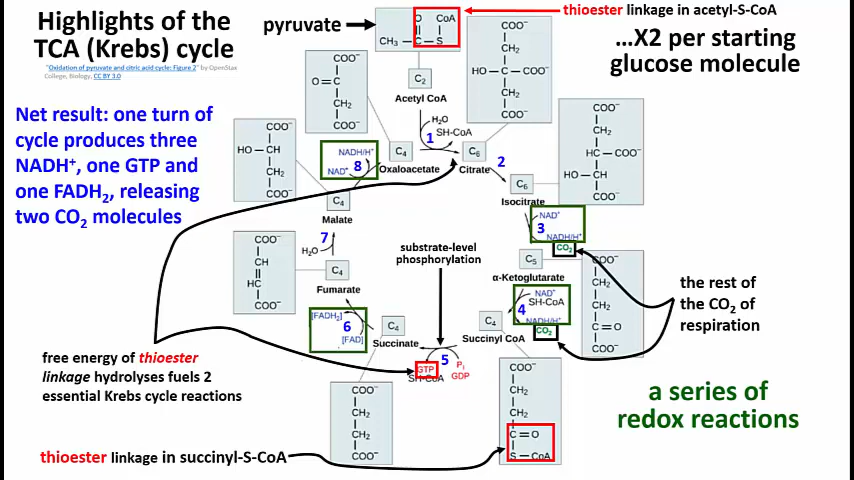 Highlights of the
TCA (Krebs) cycle
"Oxidation of pyruvate and citric acid cycle: Figure 2" by OpenStax
College, Biology, CC BY 3.0
pyruvate
O CoA
CH₃ — C — S
thioester linkage in acetyl-S-CoA
...X2 per starting
glucose molecule
Net result: one turn of
cycle produces three
NADH⁺, one GTP and
one FADH₂, releasing
two CO₂ molecules
C₂
Acetyl CoA
H₂O
SH-CoA
1
COO⁻
CH₂
HO — C — COO⁻
CH₂
COO⁻
C₆
Citrate
2
COO⁻
CH₂
HC — COO⁻
HO — CH
COO⁻
C₆
Isocitrate
NAD⁺
3
NADH/H⁺
CO₂
C₅
α-Ketoglutarate
COO⁻
CH₂
CH₂
C = O
COO⁻
NAD⁺
SH-CoA
4
NADH/H⁺
CO₂
the rest of
the CO₂ of
respiration
C₄
Succinyl CoA
COO⁻
CH₂
CH₂
C = O
S — CoA
substrate-level
phosphorylation
5
GTP
Pᵢ
GDP
SH-CoA
C₄
Succinate
COO⁻
CH₂
CH₂
COO⁻
[FADH₂]
6
[FAD]
C₄
Fumarate
COO⁻
CH
HC
COO⁻
7
H₂O
C₄
Malate
COO⁻
HO — CH
CH₂
COO⁻
NADH/H⁺
8
NAD⁺
C₄
Oxaloacetate
COO⁻
O = C
CH₂
COO⁻
free energy of thioester
linkage hydrolyses fuels 2
essential Krebs cycle reactions
a series of
redox reactions
thioester linkage in succinyl-S-CoA